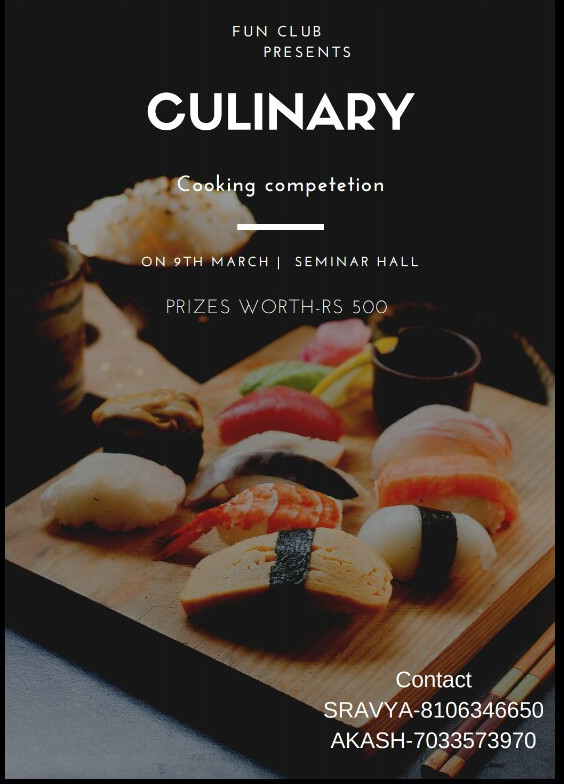 FUN CLUB
PRESENTS
CULINARY
Cooking competetion
ON 9TH MARCH | SEMINAR HALL
PRIZES WORTH-RS 500
Contact
SRAVYA-8106346650
AKASH-7033573970